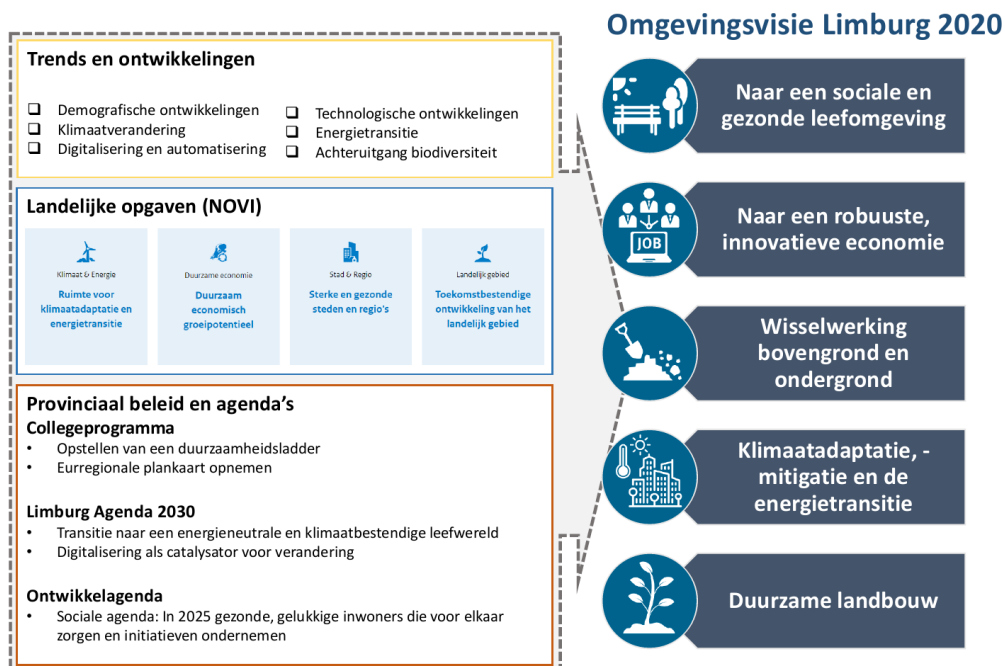 Omgevingsvisie Limburg 2020
Trends en ontwikkelingen
❑ Demografische ontwikkelingen
❑ Klimaatverandering
❑ Digitalisering en automatisering
❑ Technologische ontwikkelingen
❑ Energietransitie
❑ Achteruitgang biodiversiteit
Landelijke opgaven (NOVI)
Klimaat & Energie
Ruimte voor
klimaatadaptatie en
energietransitie
Duurzame economie
Duurzaam
economisch
groeipotentieel
Stad & Regio
Sterke en gezonde
steden en regio's
Landelijk gebied
Toekomstbestendige
ontwikkeling van het
landelijk gebied
Provinciaal beleid en agenda's
Collegeprogramma
• Opstellen van een duurzaamheidsladder
• Eurregionale plankaart opnemen
Limburg Agenda 2030
• Transitie naar een energieneutrale en klimaatbestendige leefwereld
• Digitalisering als catalysator voor verandering
Ontwikkelagenda
• Sociale agenda: In 2025 gezonde, gelukkige inwoners die voor elkaar
zorgen en initiatieven ondernemen
Naar een sociale en
gezonde leefomgeving
JOB
Naar een robuuste,
innovatieve economie
Wisselwerking
bovengrond en
ondergrond
Klimaatadaptatie, -
mitigatie en de
energietransitie
Duurzame landbouw